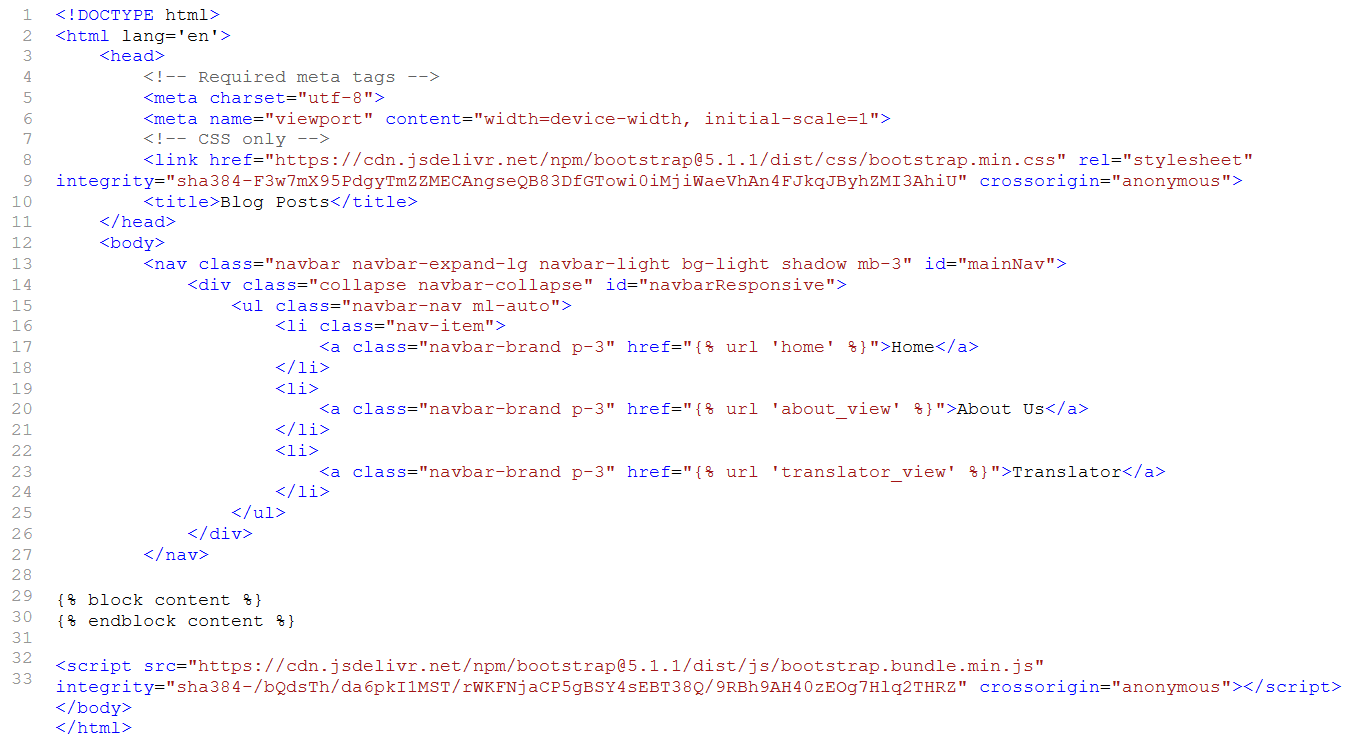 1 <!DOCTYPE html>
2 <html lang='en'>
3     <head>
4         <!-- Required meta tags -->
5         <meta charset="utf-8">
6         <meta name="viewport" content="width=device-width, initial-scale=1">
7         <!-- CSS only -->
8         <link href="https://cdn.jsdelivr.net/npm/bootstrap@5.1.1/dist/css/bootstrap.min.css" rel="stylesheet"
9 integrity="sha384-F3w7mX95PdgyTmZZMECAngseQB83DfGTowi0iMjiWaeVhAn4FJkqJByhZMI3AhiU" crossorigin="anonymous">
10         <title>Blog Posts</title>
11     </head>
12     <body>
13         <nav class="navbar navbar-expand-lg navbar-light bg-light shadow mb-3" id="mainNav">
14             <div class="collapse navbar-collapse" id="navbarResponsive">
15                 <ul class="navbar-nav ml-auto">
16                     <li class="nav-item">
17                         <a class="navbar-brand p-3" href="{% url 'home' %}">Home</a>
18                     </li>
19                     <li>
20                         <a class="navbar-brand p-3" href="{% url 'about_view' %}">About Us</a>
21                     </li>
22                     <li>
23                         <a class="navbar-brand p-3" href="{% url 'translator_view' %}">Translator</a>
24                     </li>
25                 </ul>
26             </div>
27         </nav>
28
29 {% block content %}
30 {% endblock content %}
31
32 <script src="https://cdn.jsdelivr.net/npm/bootstrap@5.1.1/dist/js/bootstrap.bundle.min.js"
33 integrity="sha384-/bQdsTh/da6pkI1MST/rWKFNjaCP5gBSY4sEBT38Q/9RBh9AH40zEOg7Hlq2THRZ" crossorigin="anonymous"></script>
</body>
</html>